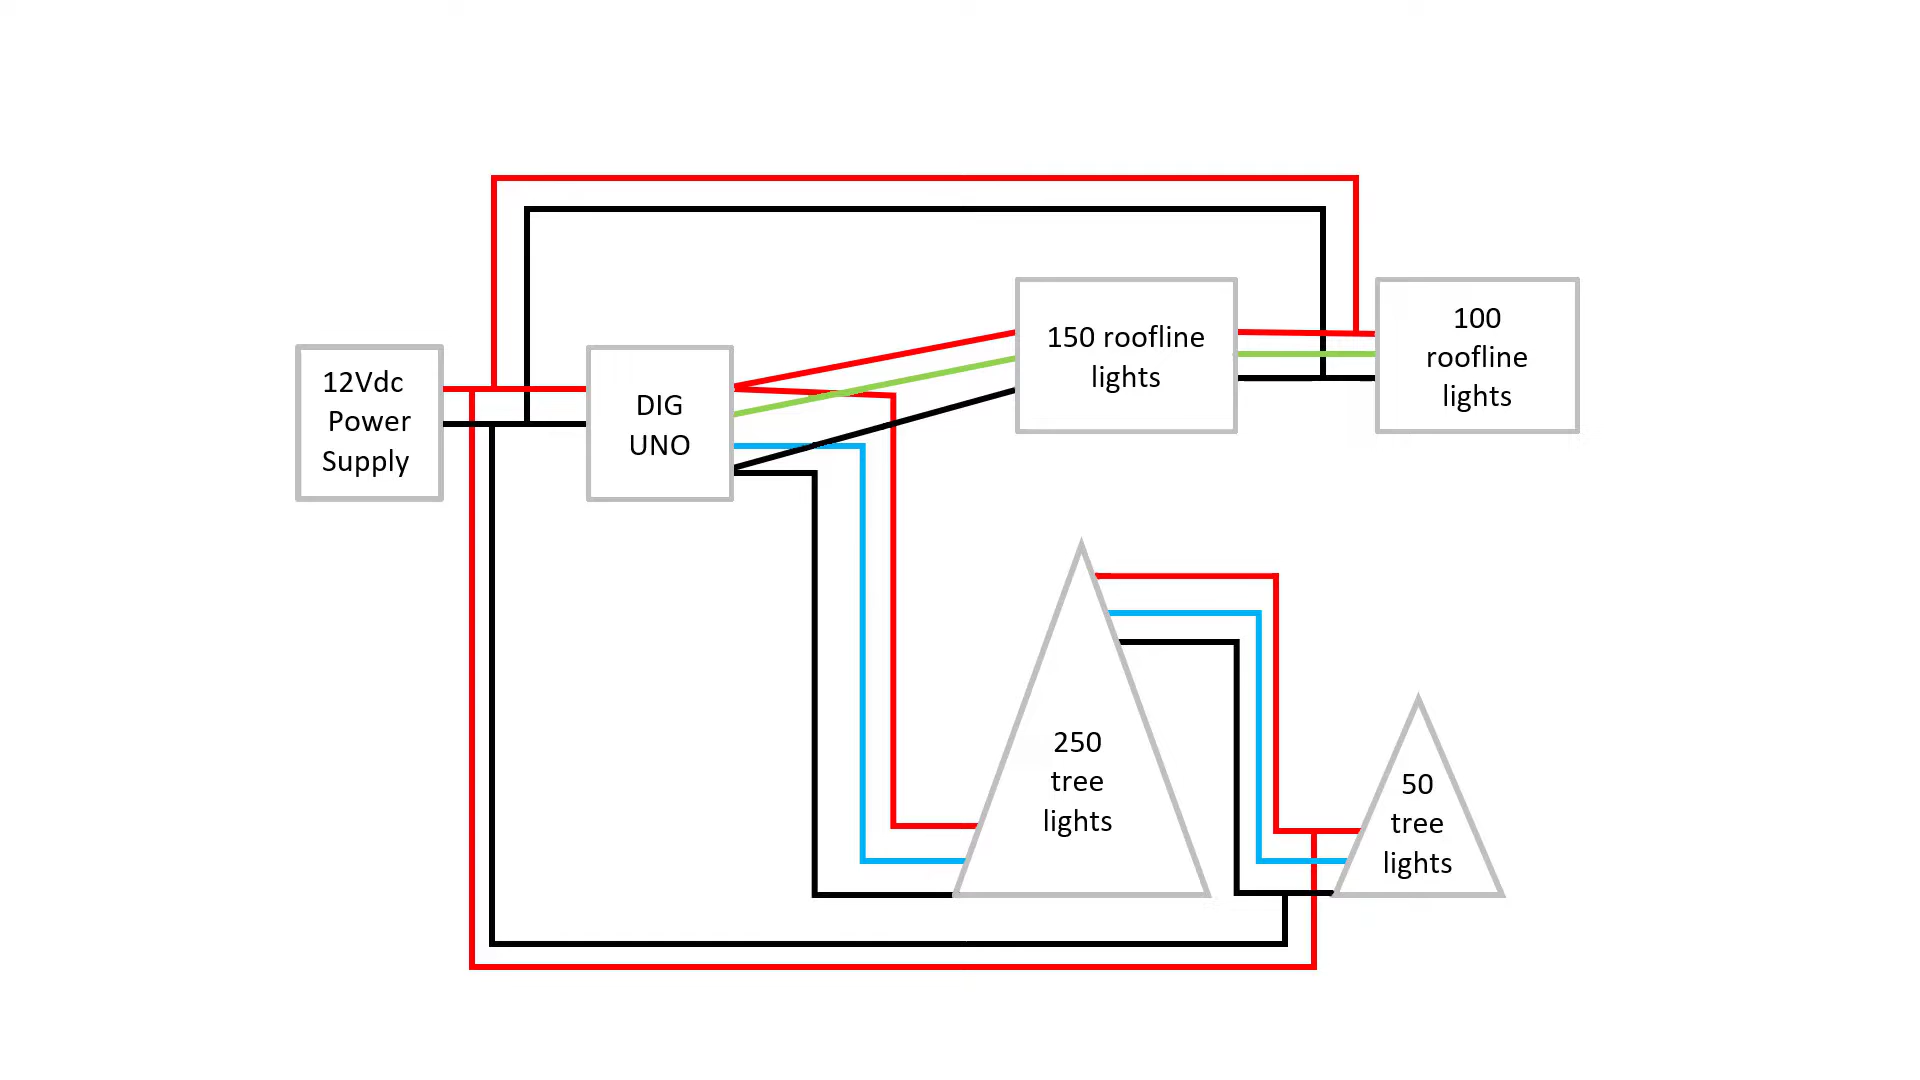 12Vdc
Power
Supply
DIG
UNO
150 roofline
lights
100
roofline
lights
250
tree
lights
50
tree
lights